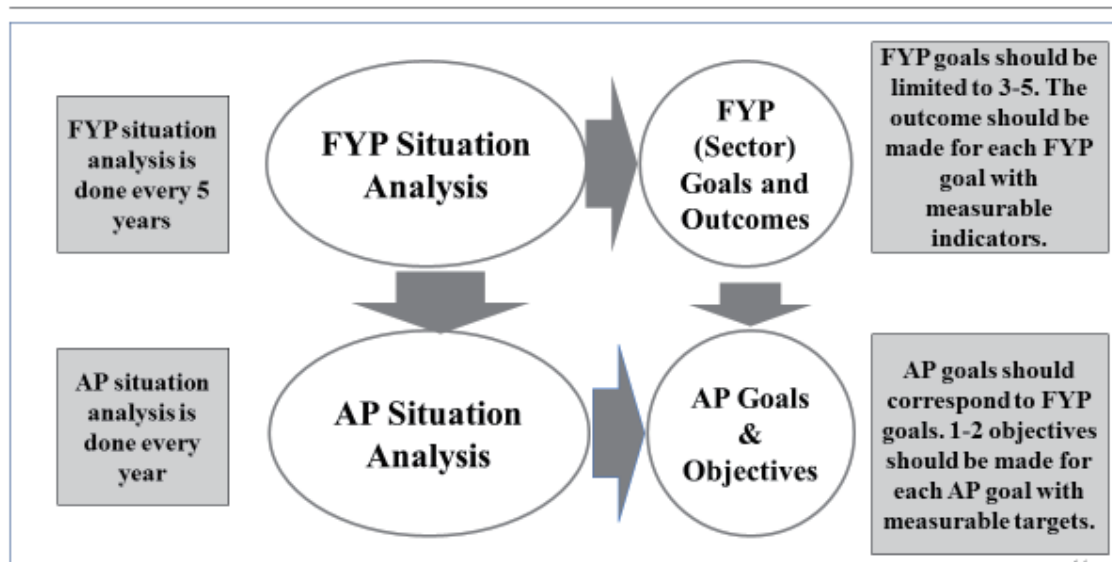 FYP situation
analysis is
done every 5
years
FYP Situation
Analysis
FYP
(Sector)
Goals and
Outcomes
FYP goals should be
limited to 3-5. The
outcome should be
made for each FYP
goal with
measurable
indicators.
AP situation
analysis is
done every
year
AP Situation
Analysis
AP Goals
&
Objectives
AP goals should
correspond to FYP
goals. 1-2 objectives
should be made for
each AP goal with
measurable targets.